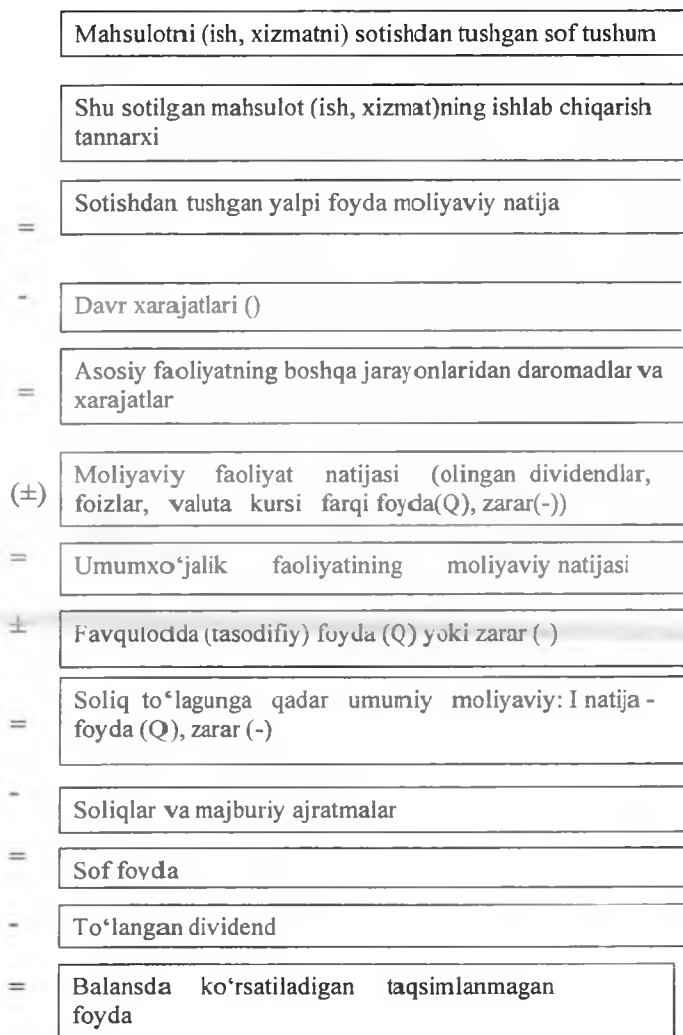 Mahsulotni (ish, xizmatni) sotishdan tushgan sof tushum
Shu sotilgan mahsulot (ish, xizmat)ning ishlab chiqarish
tannarxi
= Sotishdan tushgan yalpi foyda moliyaviy natija
- Davr xarajatlari ()
= Asosiy faoliyatning boshqa jarayonlaridan daromadlar va
xarajatlar
(±) Moliyaviy faoliyat natijasi (olingan dividendlar,
foizlar, valuta kursi farqi foyda(Q), zarar(-))
= Umumxo‘jalik faoliyatining moliyaviy natijasi
± Favqulodda (tasodifiy) foyda (Q) yoki zarar ( )
= Soliq to‘lagunga qadar umumiy moliyaviy: I natija -
foyda (Q), zarar (-)
- Soliqlar va majburiy ajratmalar
= Sof foyda
- To‘langan dividend
= Balansda ko‘rsatiladigan taqsimlanmagan
foyda